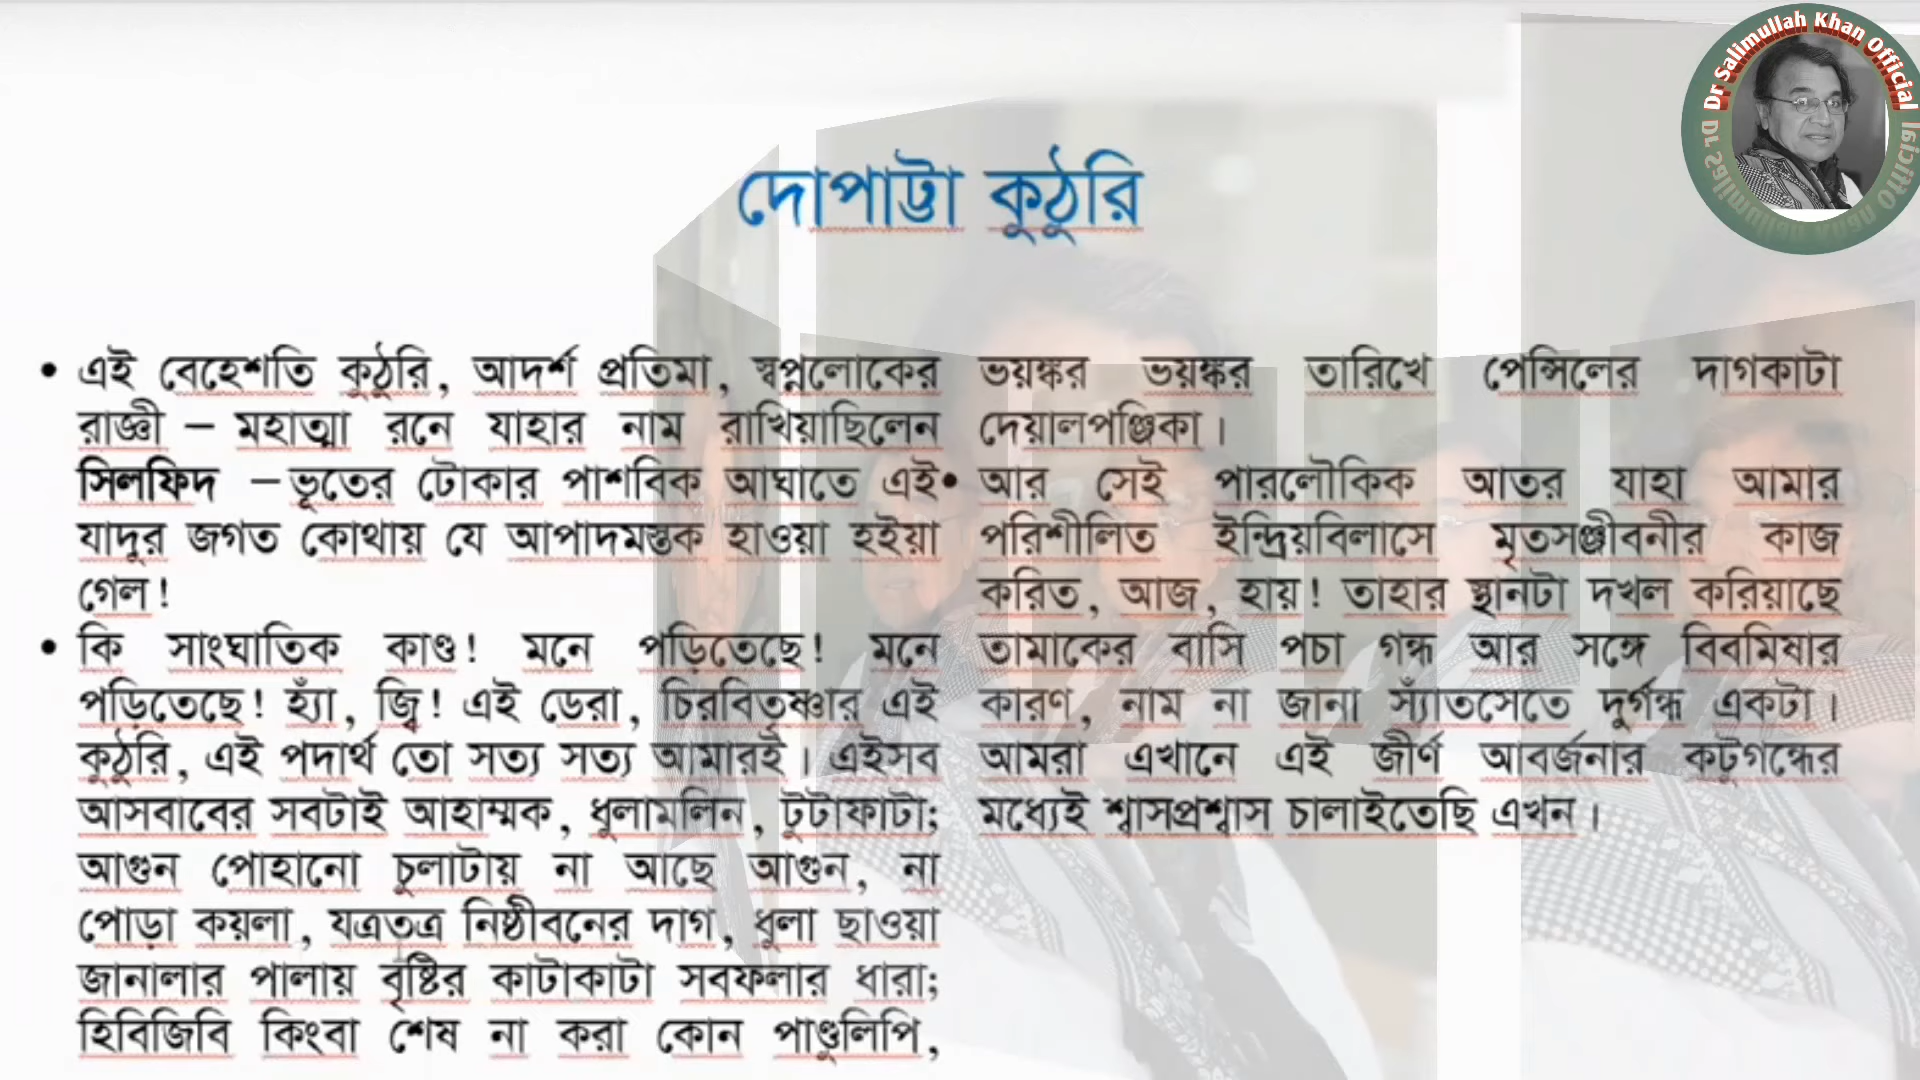 Dr Salimullah Khan Official
দোপাট্টা কুঠুরি
• এই বেহেশতি কুঠুরি, আদর্শ প্রতিমা, স্বপ্নলোকের
রাজ্ঞী – মহাত্মা রনে যাহার নাম রাখিয়াছিলেন
সিলফিদ –ভূতের টোকার পাশবিক আঘাতে এই
যাদুর জগত কোথায় যে আপাদমস্তক হাওয়া হইয়া
গেল!
• কি সাংঘাতিক কাণ্ড! মনে পড়িতেছে! মনে
পড়িতেছে! হ্যাঁ, জ্বি! এই ডেরা, চিরবিতৃষ্ণার এই
কুঠুরি, এই পদার্থ তো সত্য সত্য আমারই। এইসব
আসবাবের সবটাই আহাম্মক, ধুলামলিন, টুটাফাটা;
আগুন পোহানো চুলাটায় না আছে আগুন, না
পোড়া কয়লা, যত্রতত্র নিষ্ঠীবনের দাগ, ধুলা ছাওয়া
জানালার পালায় বৃষ্টির কাটাকাটা সবফলার ধারা;
হিবিজিবি কিংবা শেষ না করা কোন পাণ্ডুলিপি,
ভয়ঙ্কর ভয়ঙ্কর তারিখে পেন্সিলের দাগকাটা
দেয়ালপঞ্জিকা।
• আর সেই পারলৌকিক আতর যাহা আমার
পরিশীলিত ইন্দ্রিয়বিলাসে মৃতসঞ্জীবনীর কাজ
করিত, আজ, হায়! তাহার স্থানটা দখল করিয়াছে
তামাকের বাসি পচা গন্ধ আর সঙ্গে বিবমিষার
কারণ, নাম না জানা স্যাঁতসেতে দুর্গন্ধ একটা।
আমরা এখানে এই জীর্ণ আবর্জনার কটুগন্ধের
মধ্যেই শ্বাসপ্রশ্বাস চালাইতেছি এখন।